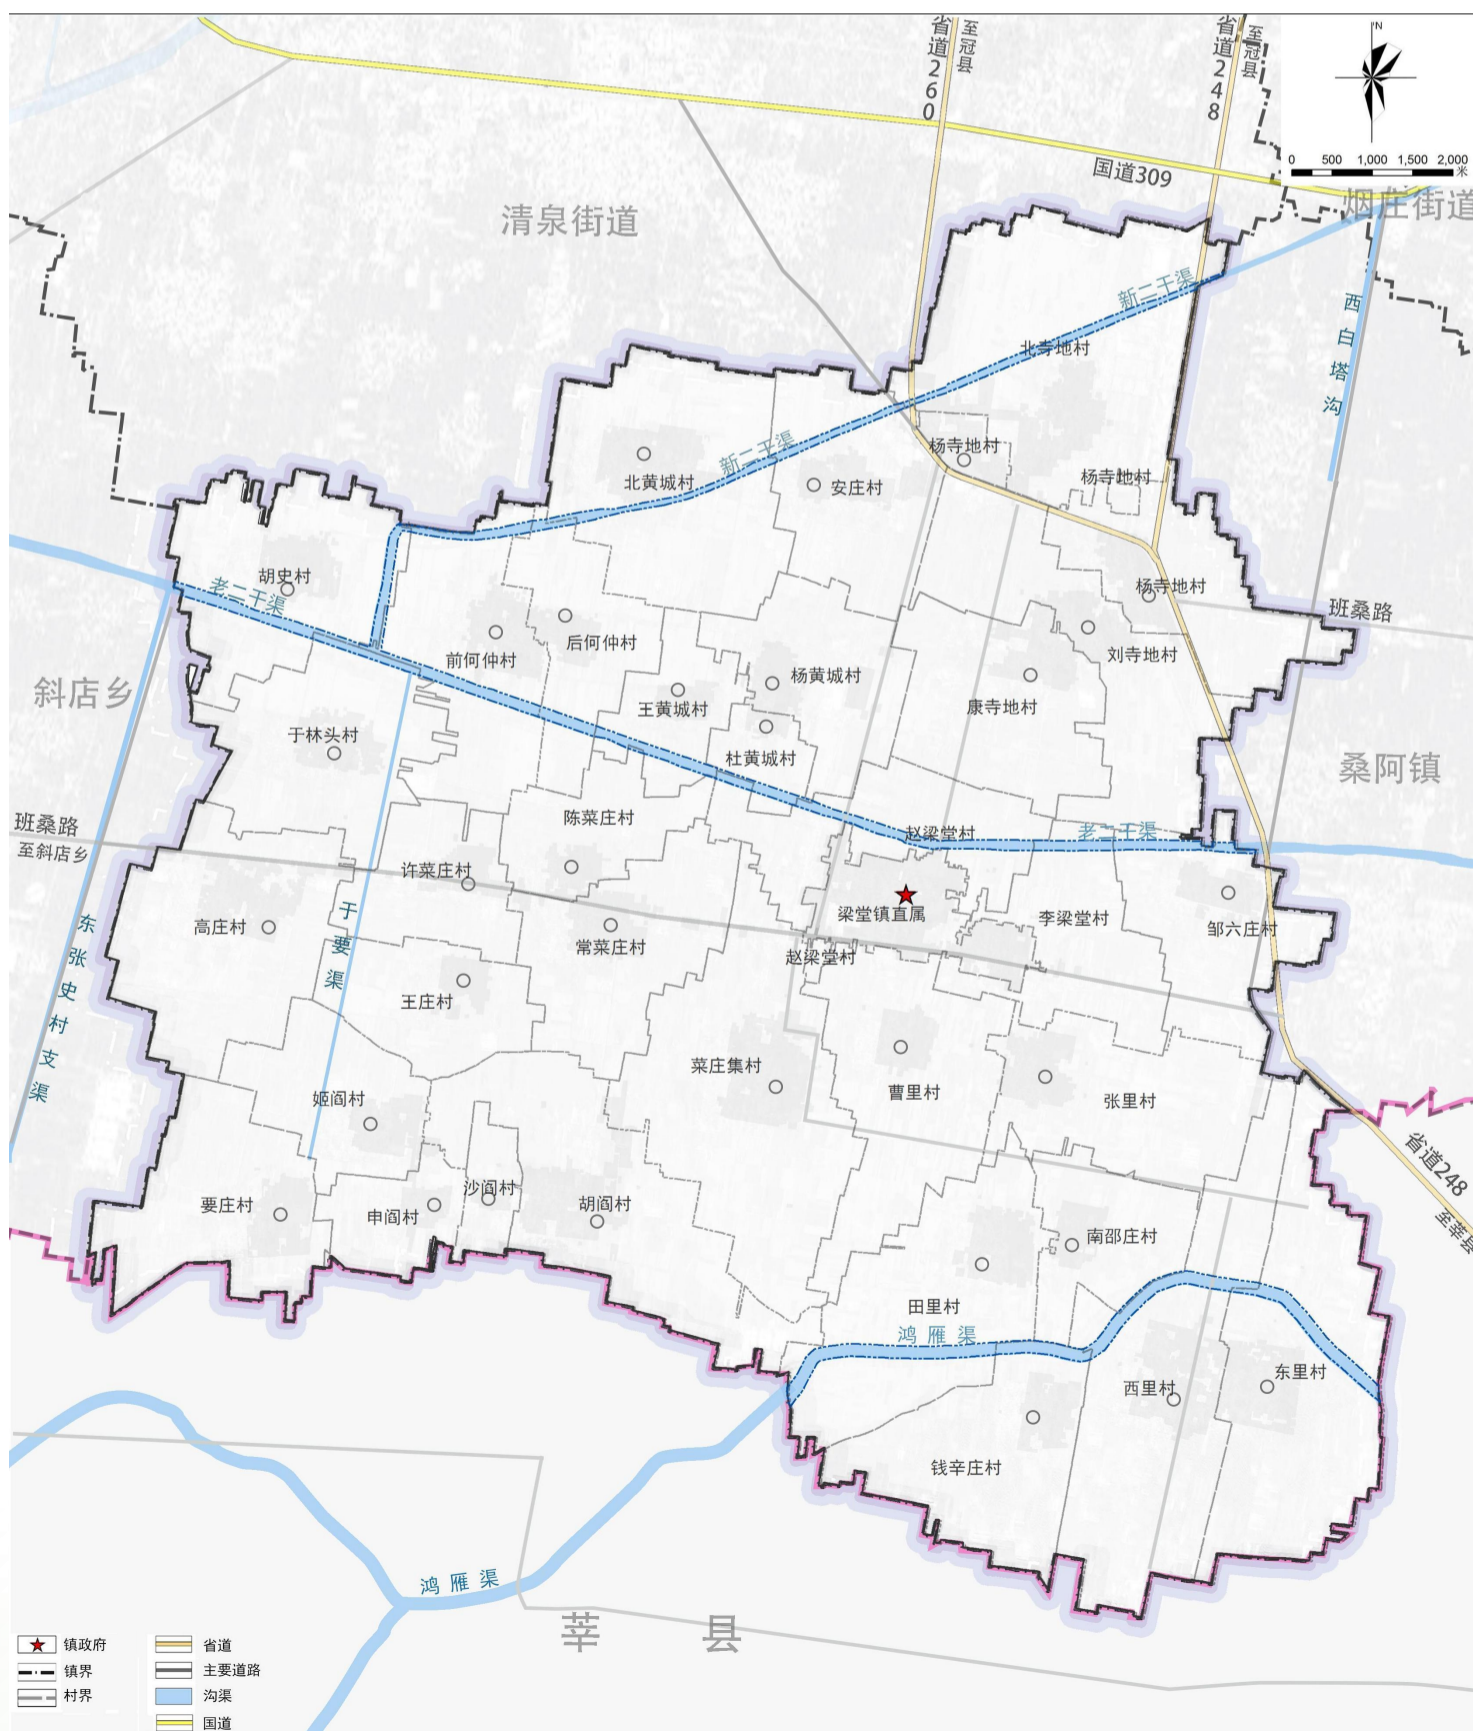 省道260
至冠县
省道248
至冠县
N
0 500 1,000 1,500 2,000
米
国道309
烟庄街道
清泉街道
新二干渠
西白塔沟
北寺地村
杨寺地村
新二干渠
北黄城村
安庄村
杨寺地村
胡史村
老二干渠
杨寺地村
班桑路
后何仲村
前何仲村
刘寺地村
斜店乡
杨黄城村
王黄城村
康寺地村
于林头村
杜黄城村
桑阿镇
陈菜庄村
班桑路
至斜店乡
赵梁堂村
老二干渠
许菜庄村
梁堂镇直属
李梁堂村
高庄村
于要渠
常菜庄村
邹六庄村
东张史村支渠
赵梁堂村
王庄村
菜庄集村
曹里村
张里村
姬阎村
省道248
至莘县
要庄村
申阎村
沙阎村
胡阎村
南邵庄村
田里村
鸿雁渠
西里村
东里村
钱辛庄村
鸿雁渠
莘县
镇政府
镇界
村界
省道
主要道路
沟渠
国道